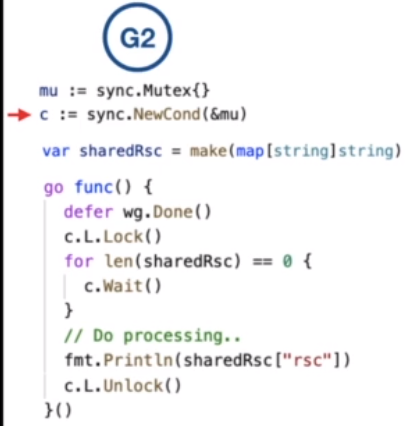 G2
mu := sync.Mutex{}
c := sync.NewCond(&mu)
var sharedRsc = make(map[string]string)
go func() {
defer wg.Done()
c.L.Lock()
for len(sharedRsc) == 0 {
c.Wait()
}
// Do processing..
fmt.Println(sharedRsc["rsc"])
c.L.Unlock()
}()